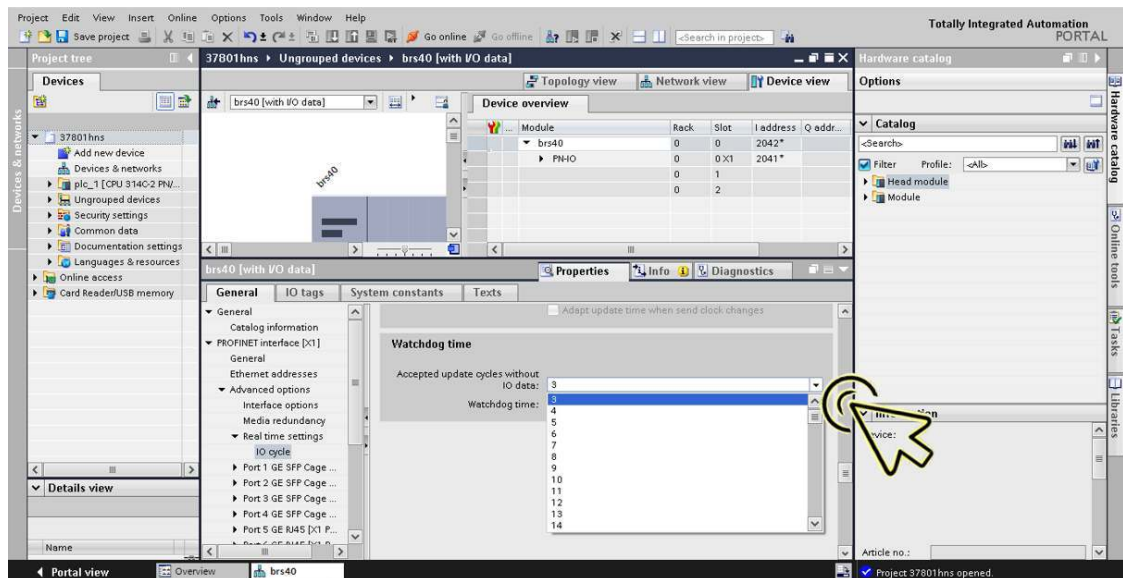 Project Edit View Insert Online Options Tools Window Help
Totally Integrated Automation
PORTAL
Save project Go online Go offline <Search in project>
Project tree
37801hns Ungrouped devices brs40 [with I/O data]
Hardware catalog
Devices
Topology view Network view Device view
Options
brs40 [with I/O data]
Device overview
... Module Rack Slot I address Q addr...
brs40 0 0 2042*
PN-IO 0 0 X1 2041*
0 1
0 2
brs40
37801hns
Add new device
Devices & networks
plc_1 [CPU 314C-2 PN/...
Ungrouped devices
Security settings
Common data
Documentation settings
Languages & resources
Online access
Card Reader/USB memory
Devices & networks
Catalog
<Search>
Filter Profile: <All>
Head module
Module
Hardware catalog
Online tools
Tasks
Libraries
brs40 [with I/O data]
Properties Info Diagnostics
General IO tags System constants Texts
General
Catalog information
PROFINET interface [X1]
General
Ethernet addresses
Advanced options
Interface options
Media redundancy
Real time settings
IO cycle
Port 1 GE SFP Cage ...
Port 2 GE SFP Cage ...
Port 3 GE SFP Cage ...
Port 4 GE SFP Cage ...
Port 5 GE RJ45 [X1 P...
Adapt update time when send clock changes
Watchdog time
Accepted update cycles without
IO data: 3
Watchdog time:
3
4
5
6
7
8
9
10
11
12
13
14
Details view
Name
Article no.:
Portal view Overview brs40
Project 37801hns opened.